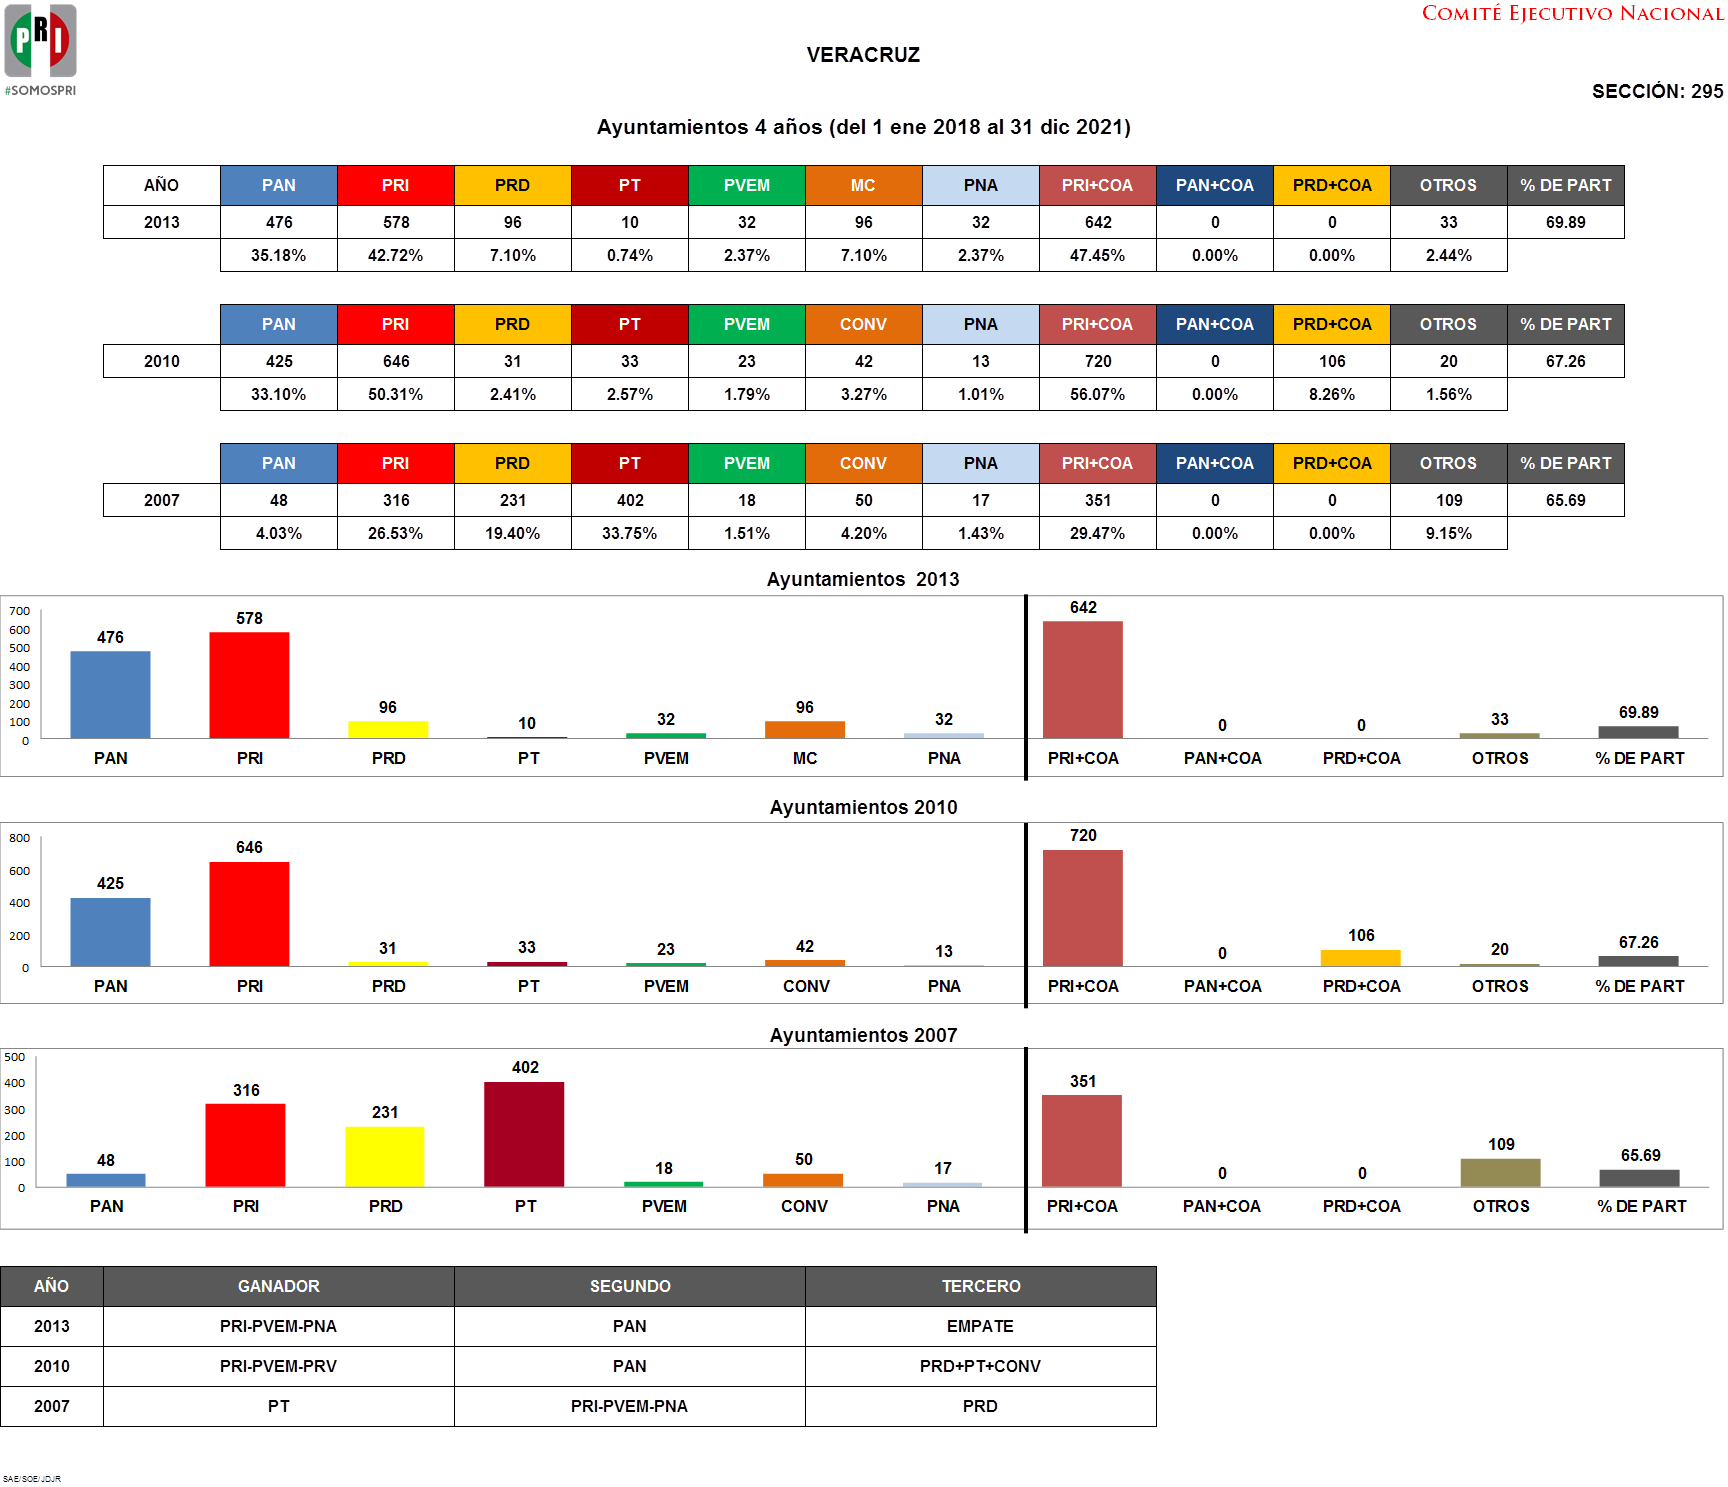 PRI
#SOMOSPRI
COMITÉ EJECUTIVO NACIONAL
VERACRUZ
SECCIÓN: 295
Ayuntamientos 4 años (del 1 ene 2018 al 31 dic 2021)
AÑO PAN PRI PRD PT PVEM MC PNA PRI+COA PAN+COA PRD+COA OTROS % DE PART
2013 476 578 96 10 32 96 32 642 0 0 33 69.89
35.18% 42.72% 7.10% 0.74% 2.37% 7.10% 2.37% 47.45% 0.00% 0.00% 2.44%
PAN PRI PRD PT PVEM CONV PNA PRI+COA PAN+COA PRD+COA OTROS % DE PART
2010 425 646 31 33 23 42 13 720 0 106 20 67.26
33.10% 50.31% 2.41% 2.57% 1.79% 3.27% 1.01% 56.07% 0.00% 8.26% 1.56%
PAN PRI PRD PT PVEM CONV PNA PRI+COA PAN+COA PRD+COA OTROS % DE PART
2007 48 316 231 402 18 50 17 351 0 0 109 65.69
4.03% 26.53% 19.40% 33.75% 1.51% 4.20% 1.43% 29.47% 0.00% 0.00% 9.15%
Ayuntamientos 2013
700
600
500
400
300
200
100
0
476 578 96 10 32 96 32 642 0 0 33 69.89
PAN PRI PRD PT PVEM MC PNA PRI+COA PAN+COA PRD+COA OTROS % DE PART
Ayuntamientos 2010
800
600
400
200
0
425 646 31 33 23 42 13 720 0 106 20 67.26
PAN PRI PRD PT PVEM CONV PNA PRI+COA PAN+COA PRD+COA OTROS % DE PART
Ayuntamientos 2007
500
400
300
200
100
0
48 316 231 402 18 50 17 351 0 0 109 65.69
PAN PRI PRD PT PVEM CONV PNA PRI+COA PAN+COA PRD+COA OTROS % DE PART
AÑO GANADOR SEGUNDO TERCERO
2013 PRI-PVEM-PNA PAN EMPATE
2010 PRI-PVEM-PRV PAN PRD+PT+CONV
2007 PT PRI-PVEM-PNA PRD
SAE/SOE/JDJR